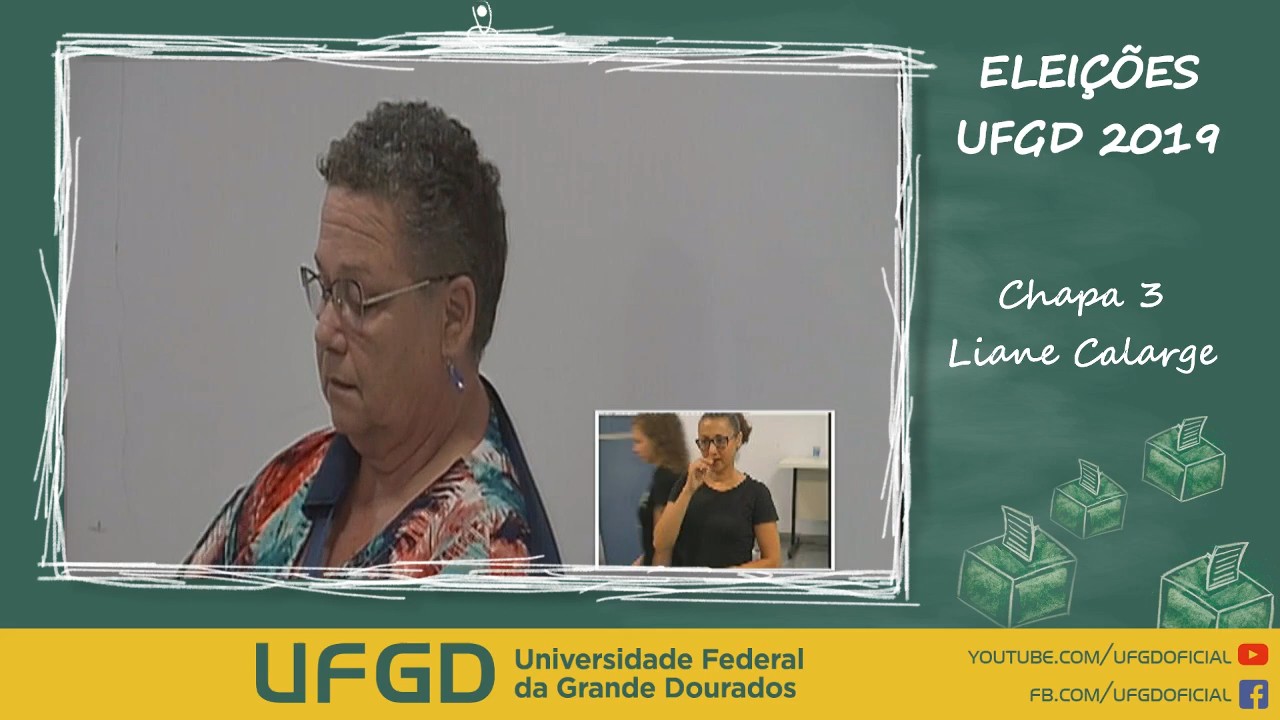 ELEIÇÕES
UFGD 2019
Chapa 3
Liane Calarge
UFGD
Universidade Federal
da Grande Dourados
YOUTUBE.COM/UFGDOFICIAL
FB.COM/UFGDOFICIAL